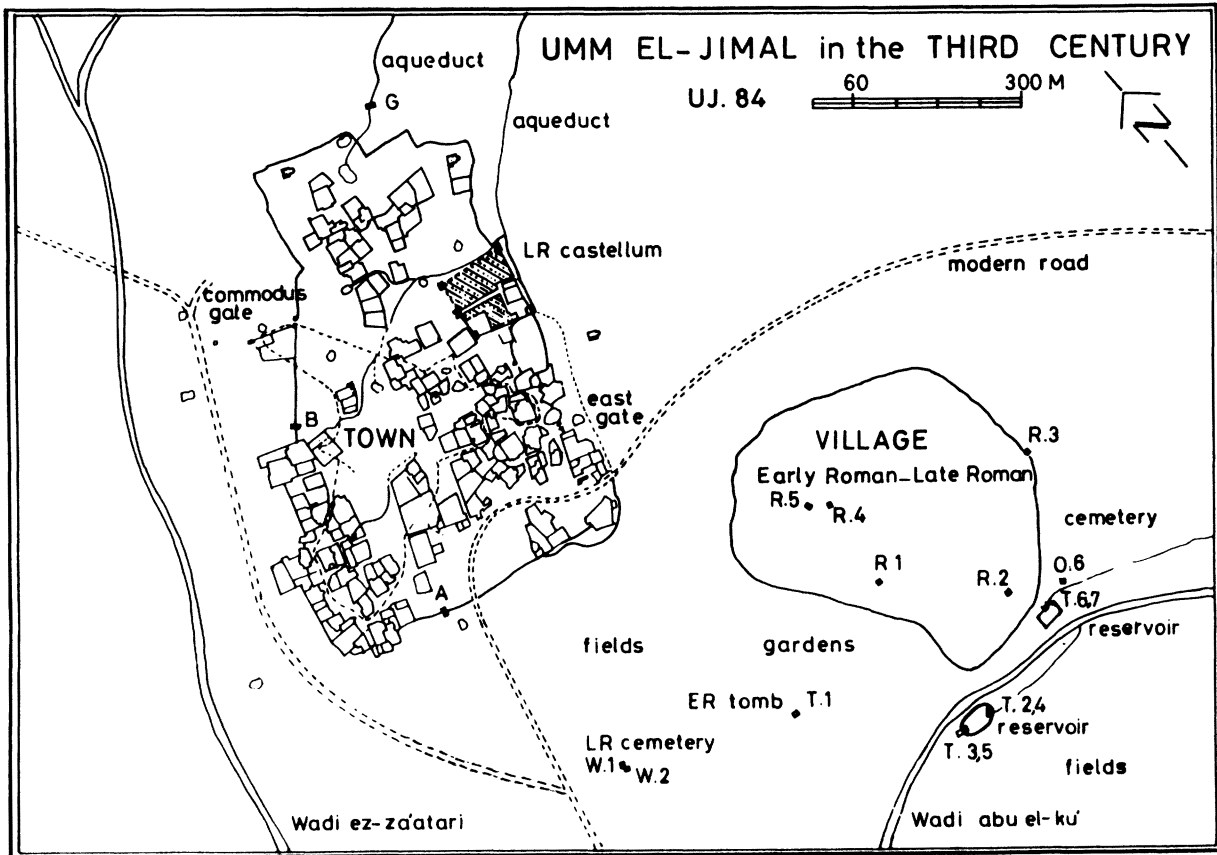 UMM EL-JIMAL in the THIRD CENTURY
UJ. 84
60
300 M
aqueduct
G
aqueduct
LR castellum
modern road
commodus
gate
east
gate
B
TOWN
A
VILLAGE
Early Roman-Late Roman
R.3
R.5
R.4
R 1
R.2
cemetery
O.6
T.6,7
reservoir
fields
gardens
ER tomb
T.1
T. 2,4
reservoir
T. 3,5
LR cemetery
W.1
W.2
fields
Wadi ez-za'atari
Wadi abu el-ku'